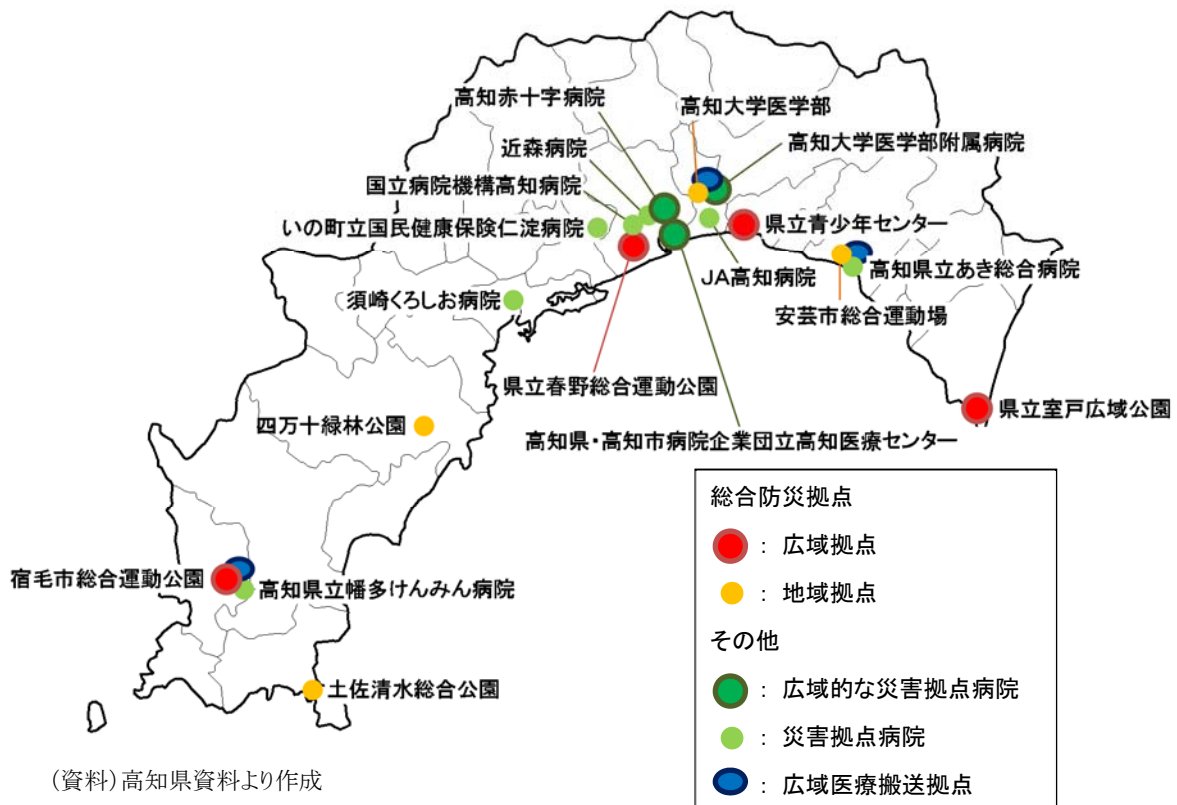 高知赤十字病院
高知大学医学部
近森病院
高知大学医学部附属病院
国立病院機構高知病院
いの町立国民健康保険仁淀病院
県立青少年センター
JA高知病院
高知県立あき総合病院
須崎くろしお病院
安芸市総合運動場
県立春野総合運動公園
県立室戸広域公園
四万十緑林公園
高知県・高知市病院企業団立高知医療センター
宿毛市総合運動公園
高知県立幡多けんみん病院
土佐清水総合公園
総合防災拠点
： 広域拠点
： 地域拠点
その他
： 広域的な災害拠点病院
： 災害拠点病院
： 広域医療搬送拠点
（資料）高知県資料より作成